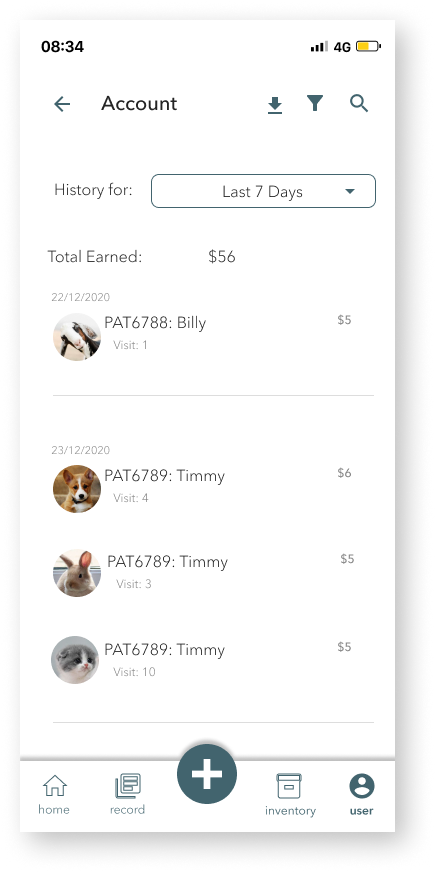 08:34 4G
Account
History for: Last 7 Days
Total Earned: $56
22/12/2020
PAT6788: Billy $5
Visit: 1
23/12/2020
PAT6789: Timmy $6
Visit: 4
PAT6789: Timmy $5
Visit: 3
PAT6789: Timmy $5
Visit: 10
home record inventory user